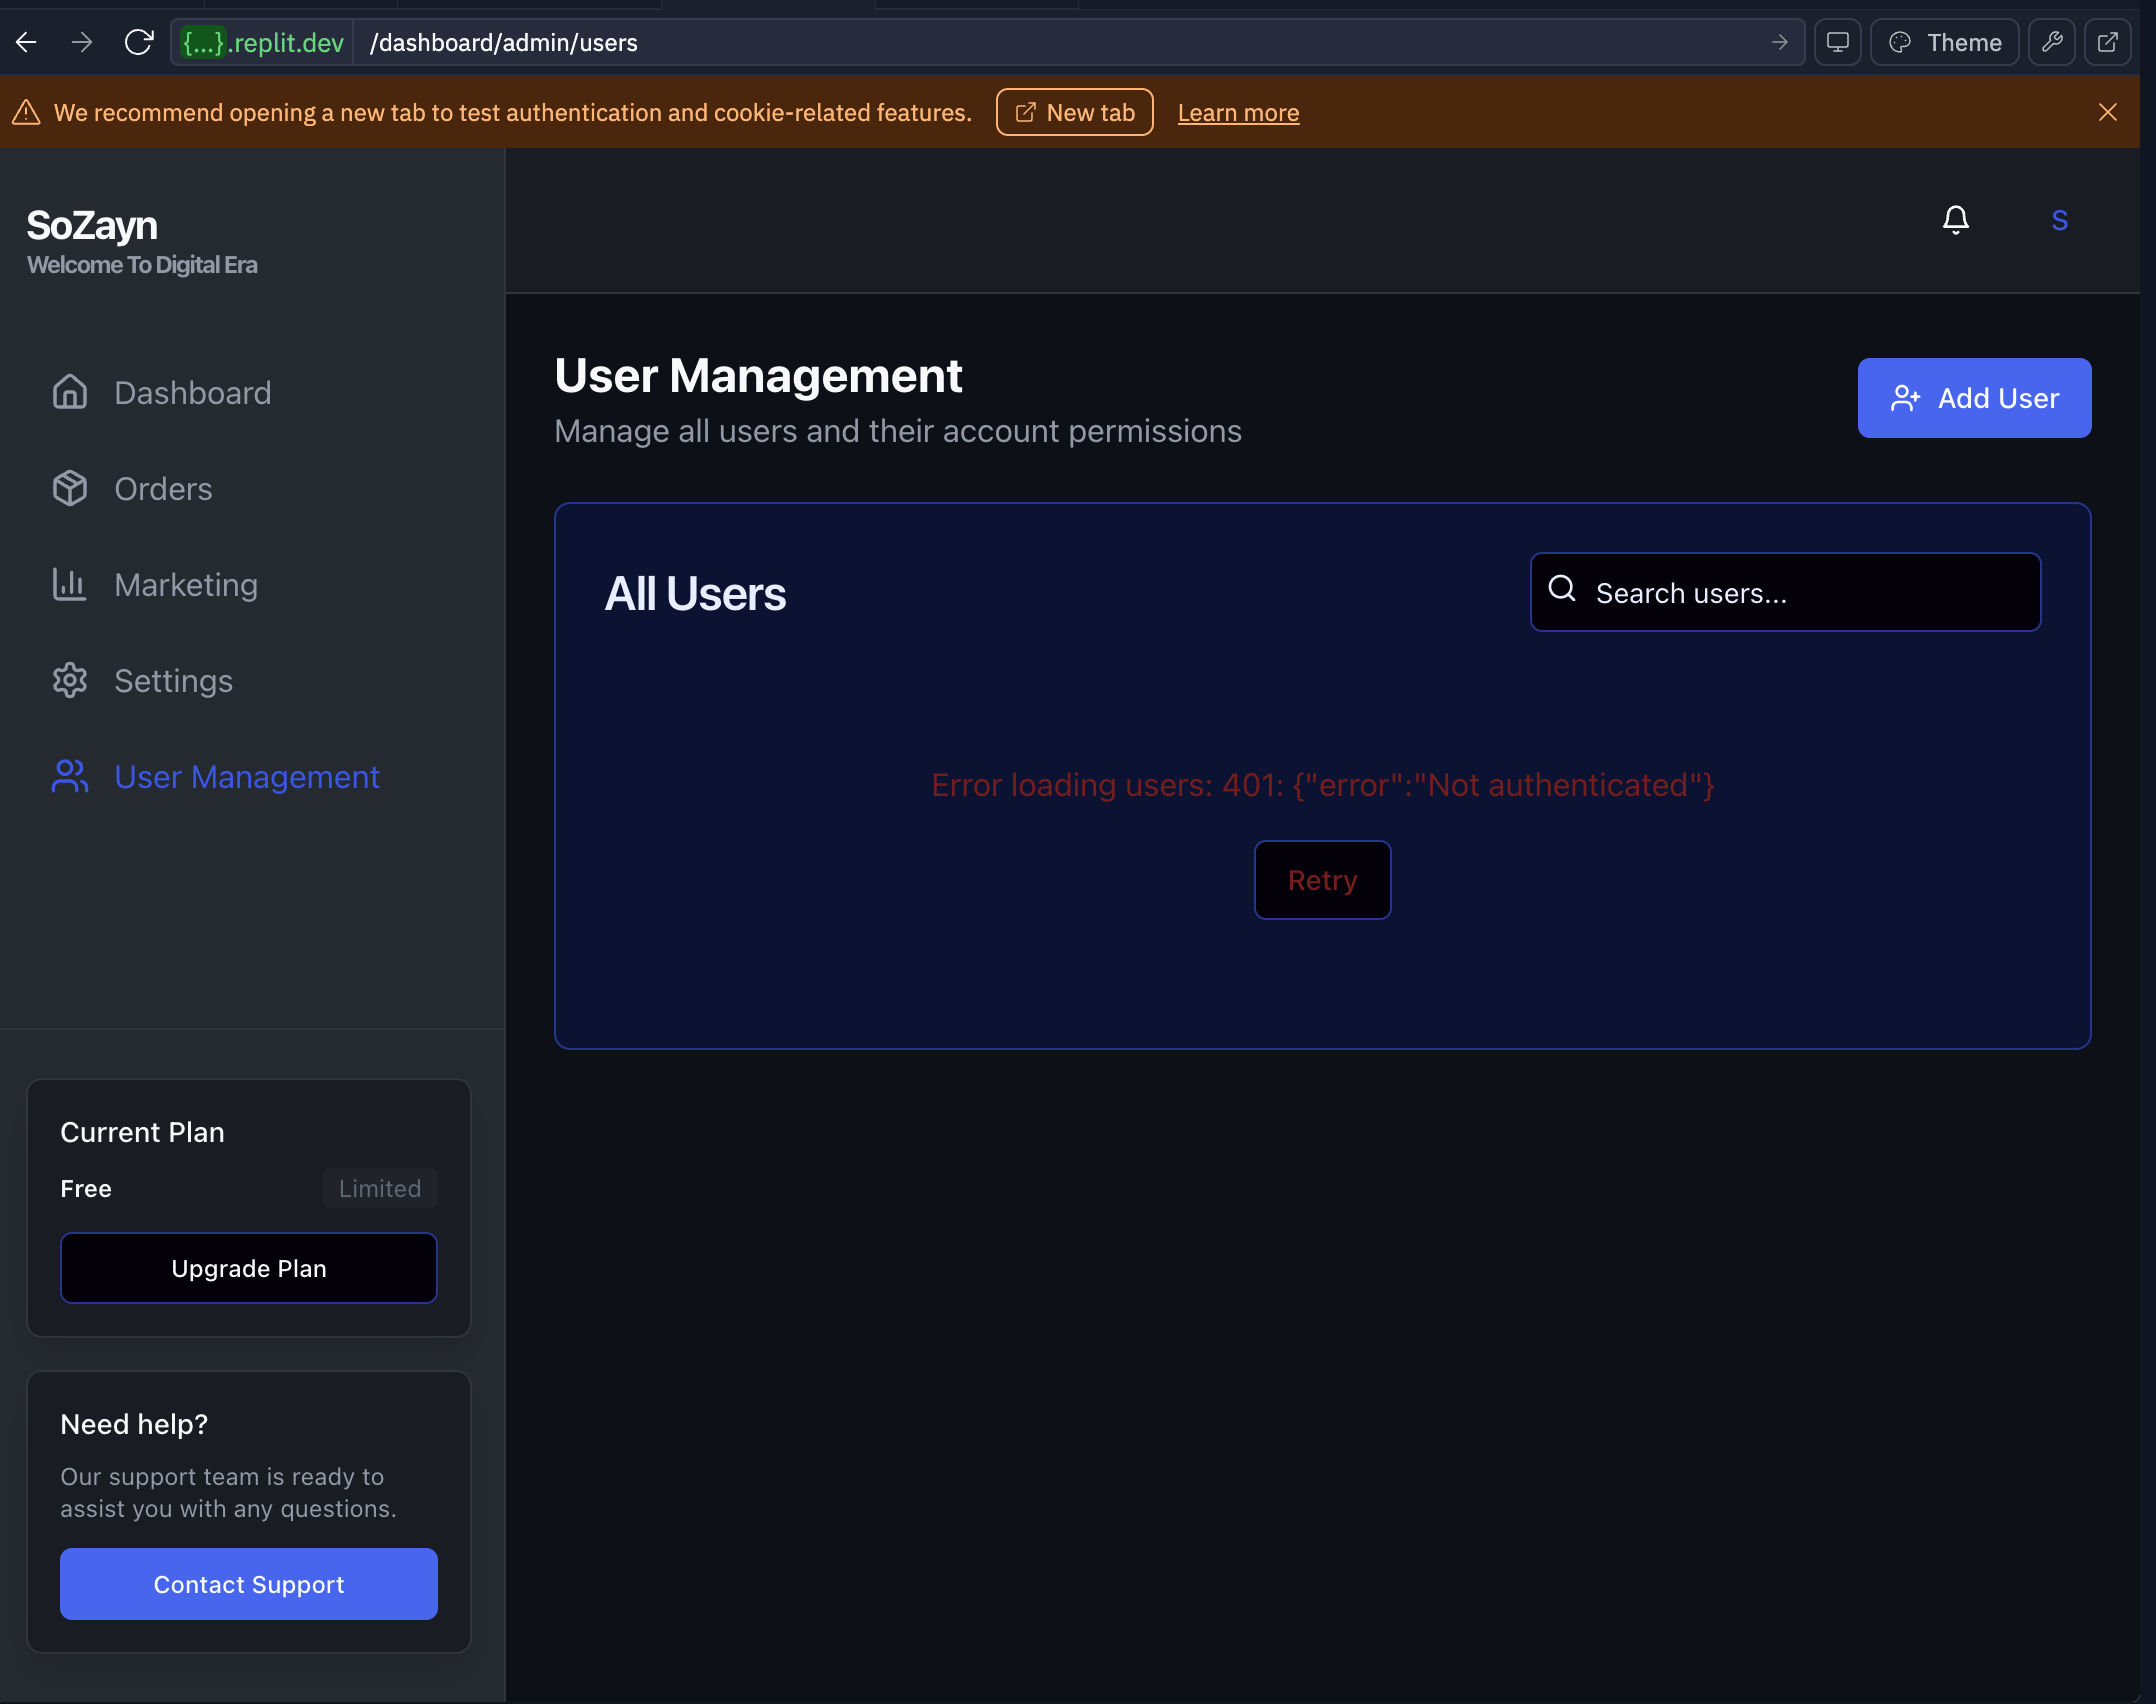 {...}.replit.dev /dashboard/admin/users
Theme
We recommend opening a new tab to test authentication and cookie-related features.
New tab
Learn more
SoZayn
Welcome To Digital Era
S
Dashboard
Orders
Marketing
Settings
User Management
User Management
Manage all users and their account permissions
Add User
All Users
Search users...
Error loading users: 401: {"error":"Not authenticated"}
Retry
Current Plan
Free
Limited
Upgrade Plan
Need help?
Our support team is ready to
assist you with any questions.
Contact Support